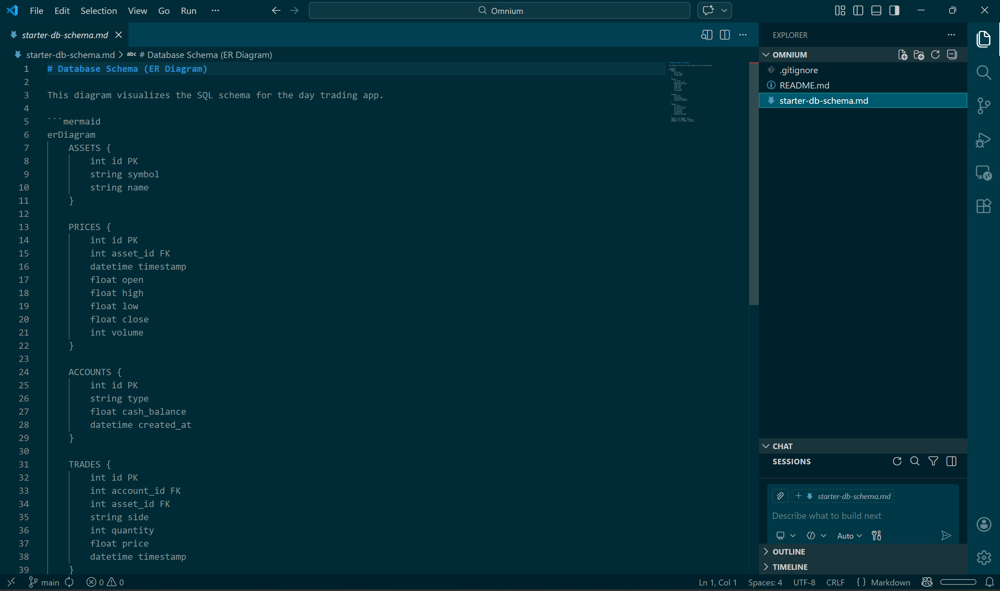 File Edit Selection View Go Run ··· Omnium
starter-db-schema.md
starter-db-schema.md > abc # Database Schema (ER Diagram)
1 # Database Schema (ER Diagram)
2
3 This diagram visualizes the SQL schema for the day trading app.
4
5 ```mermaid
6 erDiagram
7 ASSETS {
8 int id PK
9 string symbol
10 string name
11 }
12
13 PRICES {
14 int id PK
15 int asset_id FK
16 datetime timestamp
17 float open
18 float high
19 float low
20 float close
21 int volume
22 }
23
24 ACCOUNTS {
25 int id PK
26 string type
27 float cash_balance
28 datetime created_at
29 }
30
31 TRADES {
32 int id PK
33 int account_id FK
34 int asset_id FK
35 string side
36 int quantity
37 float price
38 datetime timestamp
39 }
EXPLORER
OMNIUM
.gitignore
README.md
starter-db-schema.md
CHAT
SESSIONS
starter-db-schema.md
Describe what to build next
Auto
OUTLINE
TIMELINE
main 0 0 Ln 1, Col 1 Spaces: 4 UTF-8 CRLF { } Markdown